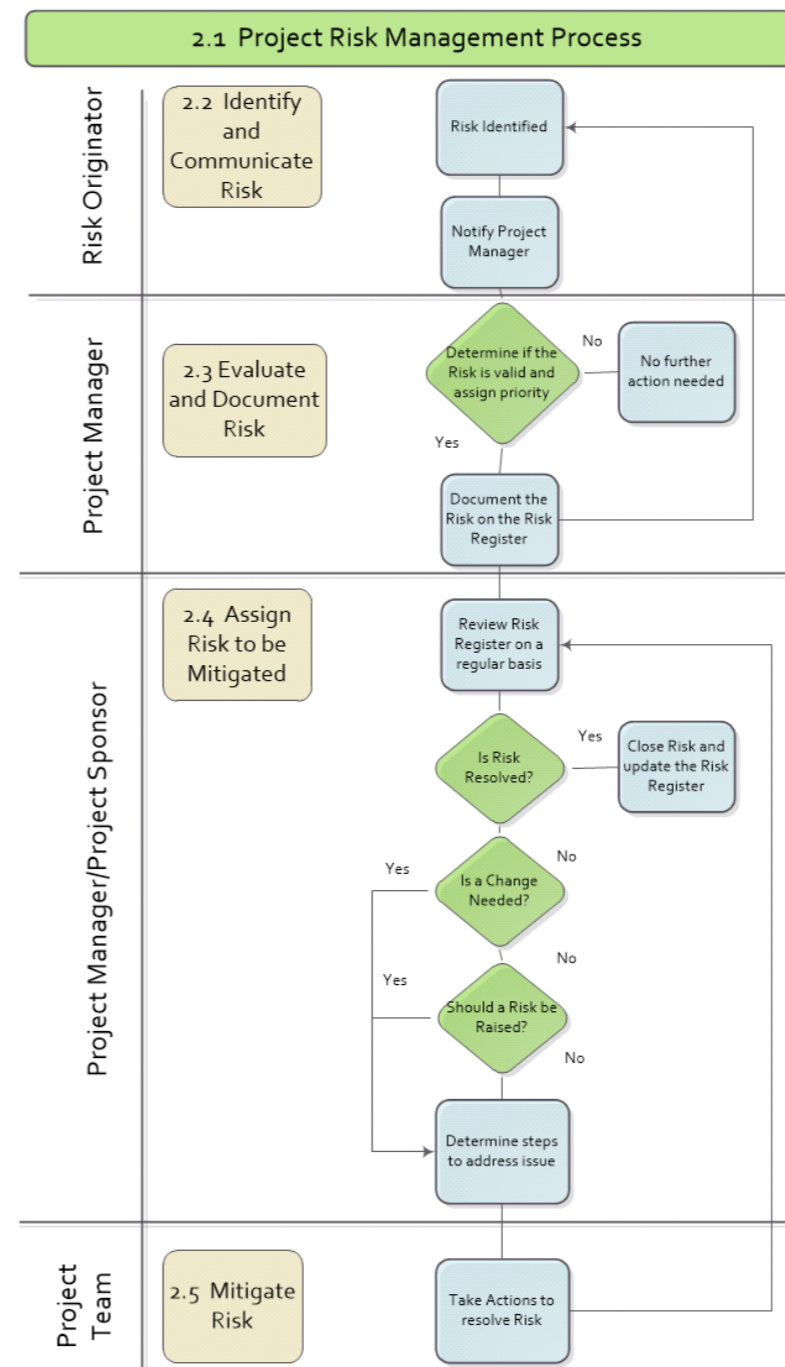 2.1 Project Risk Management Process
Risk Originator
2.2 Identify
and
Communicate
Risk
Risk Identified
Notify Project
Manager
Project Manager
2.3 Evaluate
and Document
Risk
Determine if the
Risk is valid and
assign priority
No
No further
action needed
Yes
Document the
Risk on the Risk
Register
Project Manager/Project Sponsor
2.4 Assign
Risk to be
Mitigated
Review Risk
Register on a
regular basis
Is Risk
Resolved?
Yes
Close Risk and
update the Risk
Register
No
Is a Change
Needed?
Yes
No
Should a Risk be
Raised?
Yes
No
Determine steps
to address issue
Project
Team
2.5 Mitigate
Risk
Take Actions to
resolve Risk